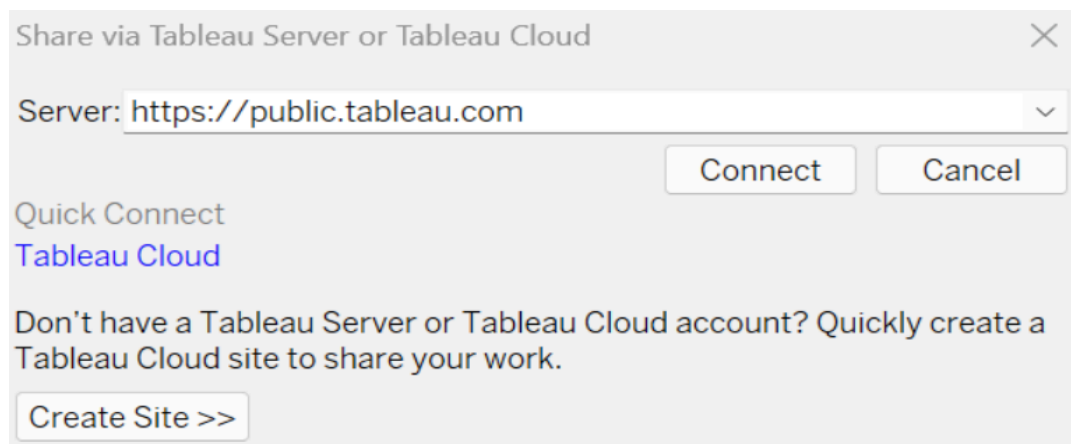 Share via Tableau Server or Tableau Cloud
Server: https://public.tableau.com
Connect Cancel
Quick Connect
Tableau Cloud
Don't have a Tableau Server or Tableau Cloud account? Quickly create a
Tableau Cloud site to share your work.
Create Site >>